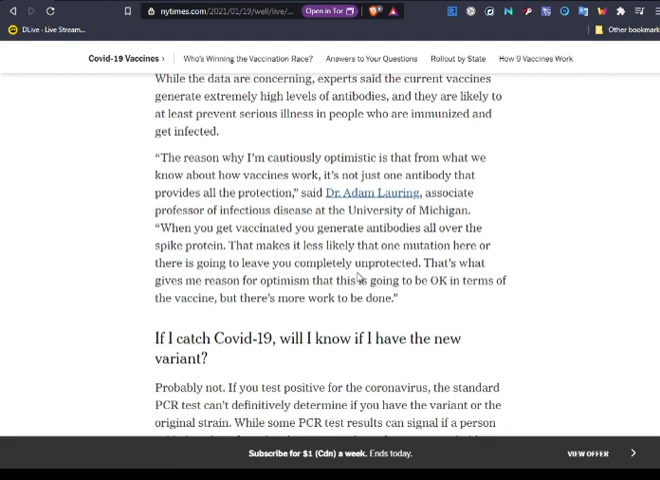 nytimes.com/2021/01/19/well/live/...
Open in Tor
DLive - Live Stream...
Other bookmark
Covid-19 Vaccines ›
Who's Winning the Vaccination Race?
Answers to Your Questions
Rollout by State
How 9 Vaccines Work
While the data are concerning, experts said the current vaccines
generate extremely high levels of antibodies, and they are likely to
at least prevent serious illness in people who are immunized and
get infected.
“The reason why I’m cautiously optimistic is that from what we
know about how vaccines work, it’s not just one antibody that
provides all the protection,” said Dr. Adam Lauring, associate
professor of infectious disease at the University of Michigan.
“When you get vaccinated you generate antibodies all over the
spike protein. That makes it less likely that one mutation here or
there is going to leave you completely unprotected. That’s what
gives me reason for optimism that this is going to be OK in terms of
the vaccine, but there’s more work to be done.”
If I catch Covid-19, will I know if I have the new
variant?
Probably not. If you test positive for the coronavirus, the standard
PCR test can’t definitively determine if you have the variant or the
original strain. While some PCR test results can signal if a person
Subscribe for $1 (Cdn) a week. Ends today.
VIEW OFFER